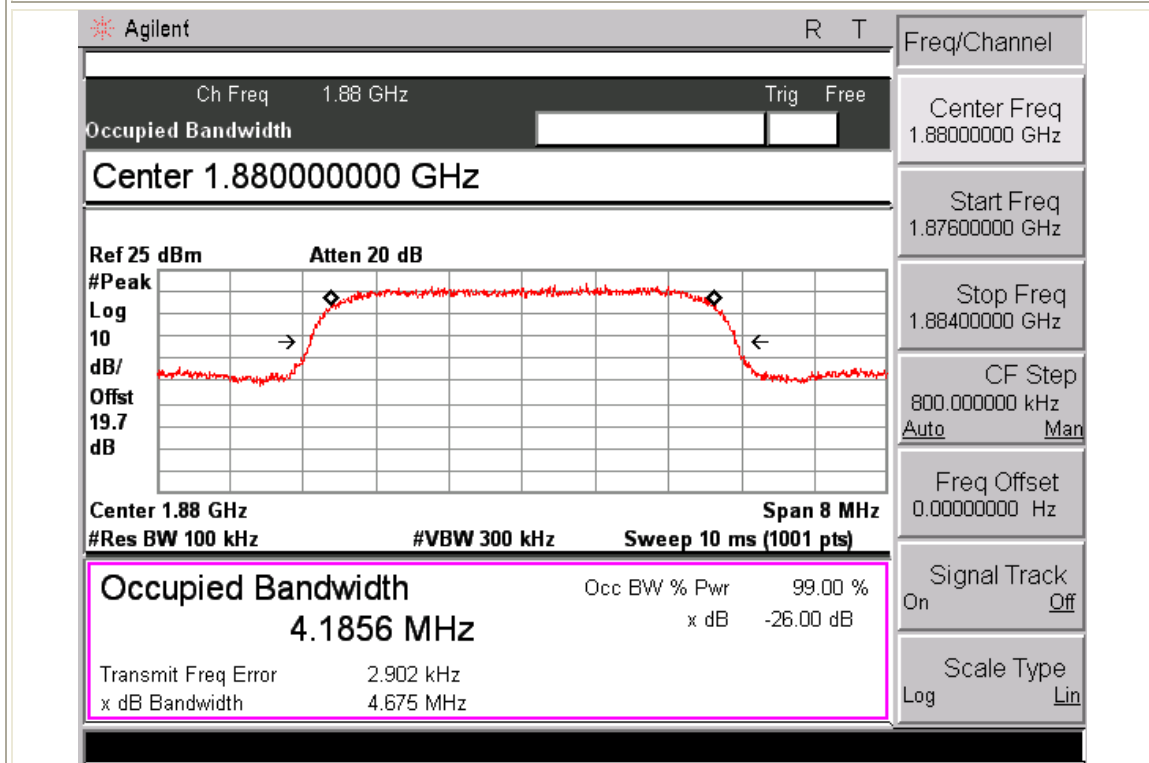 Agilent R T
Ch Freq 1.88 GHz Trig Free
Occupied Bandwidth
Center 1.880000000 GHz
Ref 25 dBm Atten 20 dB
#Peak
Log
10
dB/
Offst
19.7
dB
Center 1.88 GHz Span 8 MHz
#Res BW 100 kHz #VBW 300 kHz Sweep 10 ms (1001 pts)
Occupied Bandwidth
4.1856 MHz
Occ BW % Pwr 99.00 %
x dB -26.00 dB
Transmit Freq Error 2.902 kHz
x dB Bandwidth 4.675 MHz
Freq/Channel
Center Freq
1.88000000 GHz
Start Freq
1.87600000 GHz
Stop Freq
1.88400000 GHz
CF Step
800.000000 kHz
Auto Man
Freq Offset
0.00000000 Hz
Signal Track
On Off
Scale Type
Log Lin